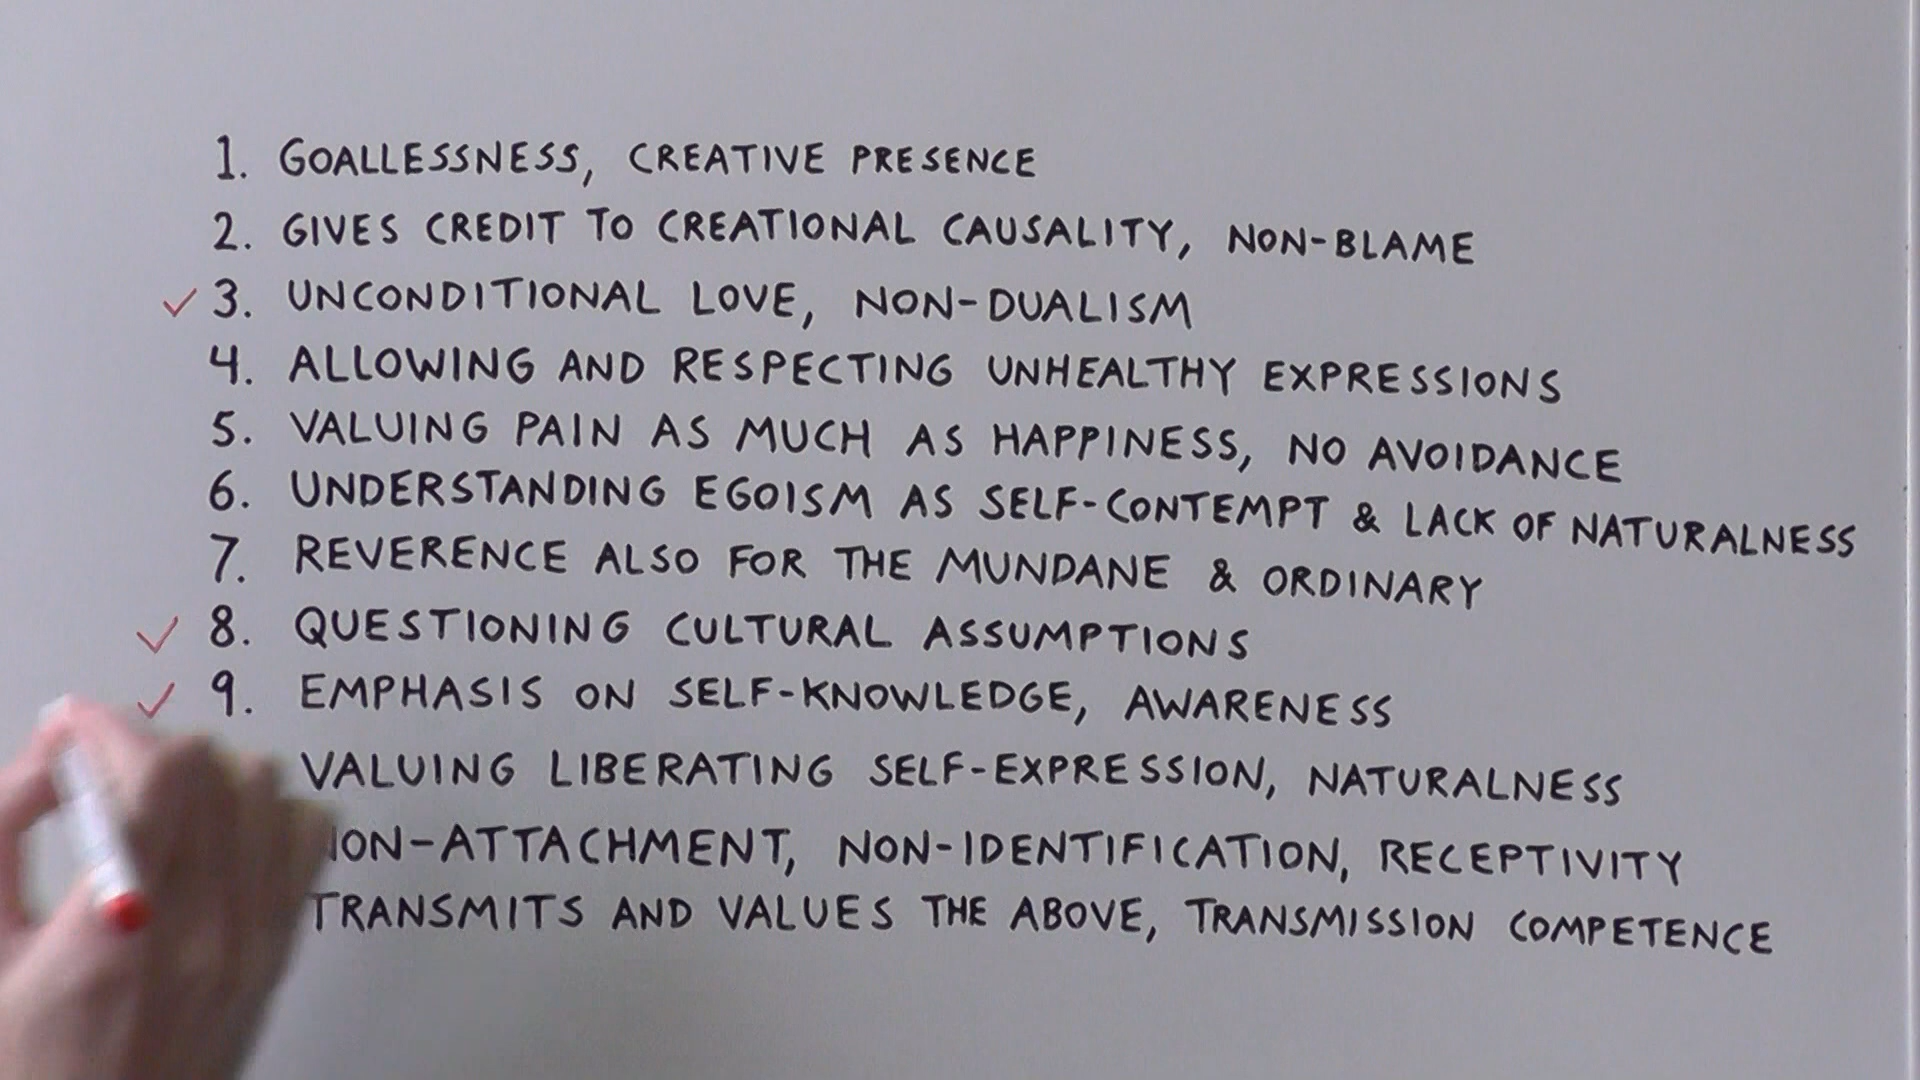 1. GOALLESSNESS, CREATIVE PRESENCE
2. GIVES CREDIT TO CREATIONAL CAUSALITY, NON-BLAME
✓ 3. UNCONDITIONAL LOVE, NON-DUALISM
4. ALLOWING AND RESPECTING UNHEALTHY EXPRESSIONS
5. VALUING PAIN AS MUCH AS HAPPINESS, NO AVOIDANCE
6. UNDERSTANDING EGOISM AS SELF-CONTEMPT & LACK OF NATURALNESS
7. REVERENCE ALSO FOR THE MUNDANE & ORDINARY
✓ 8. QUESTIONING CULTURAL ASSUMPTIONS
✓ 9. EMPHASIS ON SELF-KNOWLEDGE, AWARENESS
VALUING LIBERATING SELF-EXPRESSION, NATURALNESS
NON-ATTACHMENT, NON-IDENTIFICATION, RECEPTIVITY
TRANSMITS AND VALUES THE ABOVE, TRANSMISSION COMPETENCE